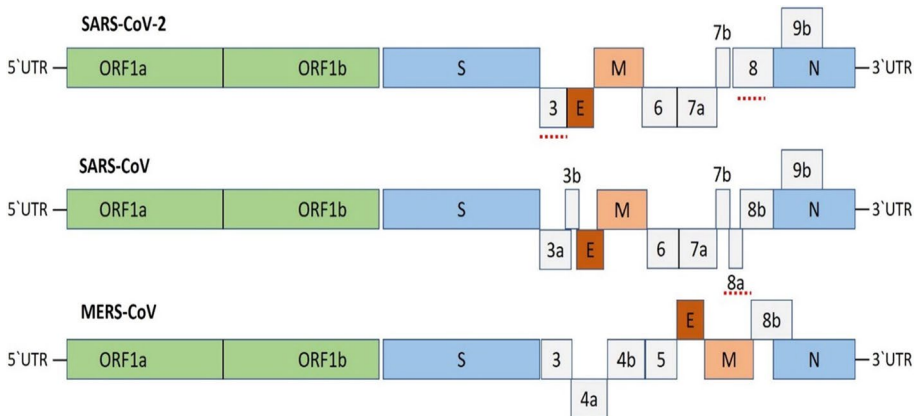 SARS-CoV-2
7b 9b
5`UTR ORF1a ORF1b S M 8 N 3`UTR
3 E 6 7a
SARS-CoV
3b 7b 9b
5`UTR ORF1a ORF1b S M 8b N 3`UTR
3a E 6 7a
8a
MERS-CoV
E 8b
5`UTR ORF1a ORF1b S 3 4b 5 M N 3`UTR
4a